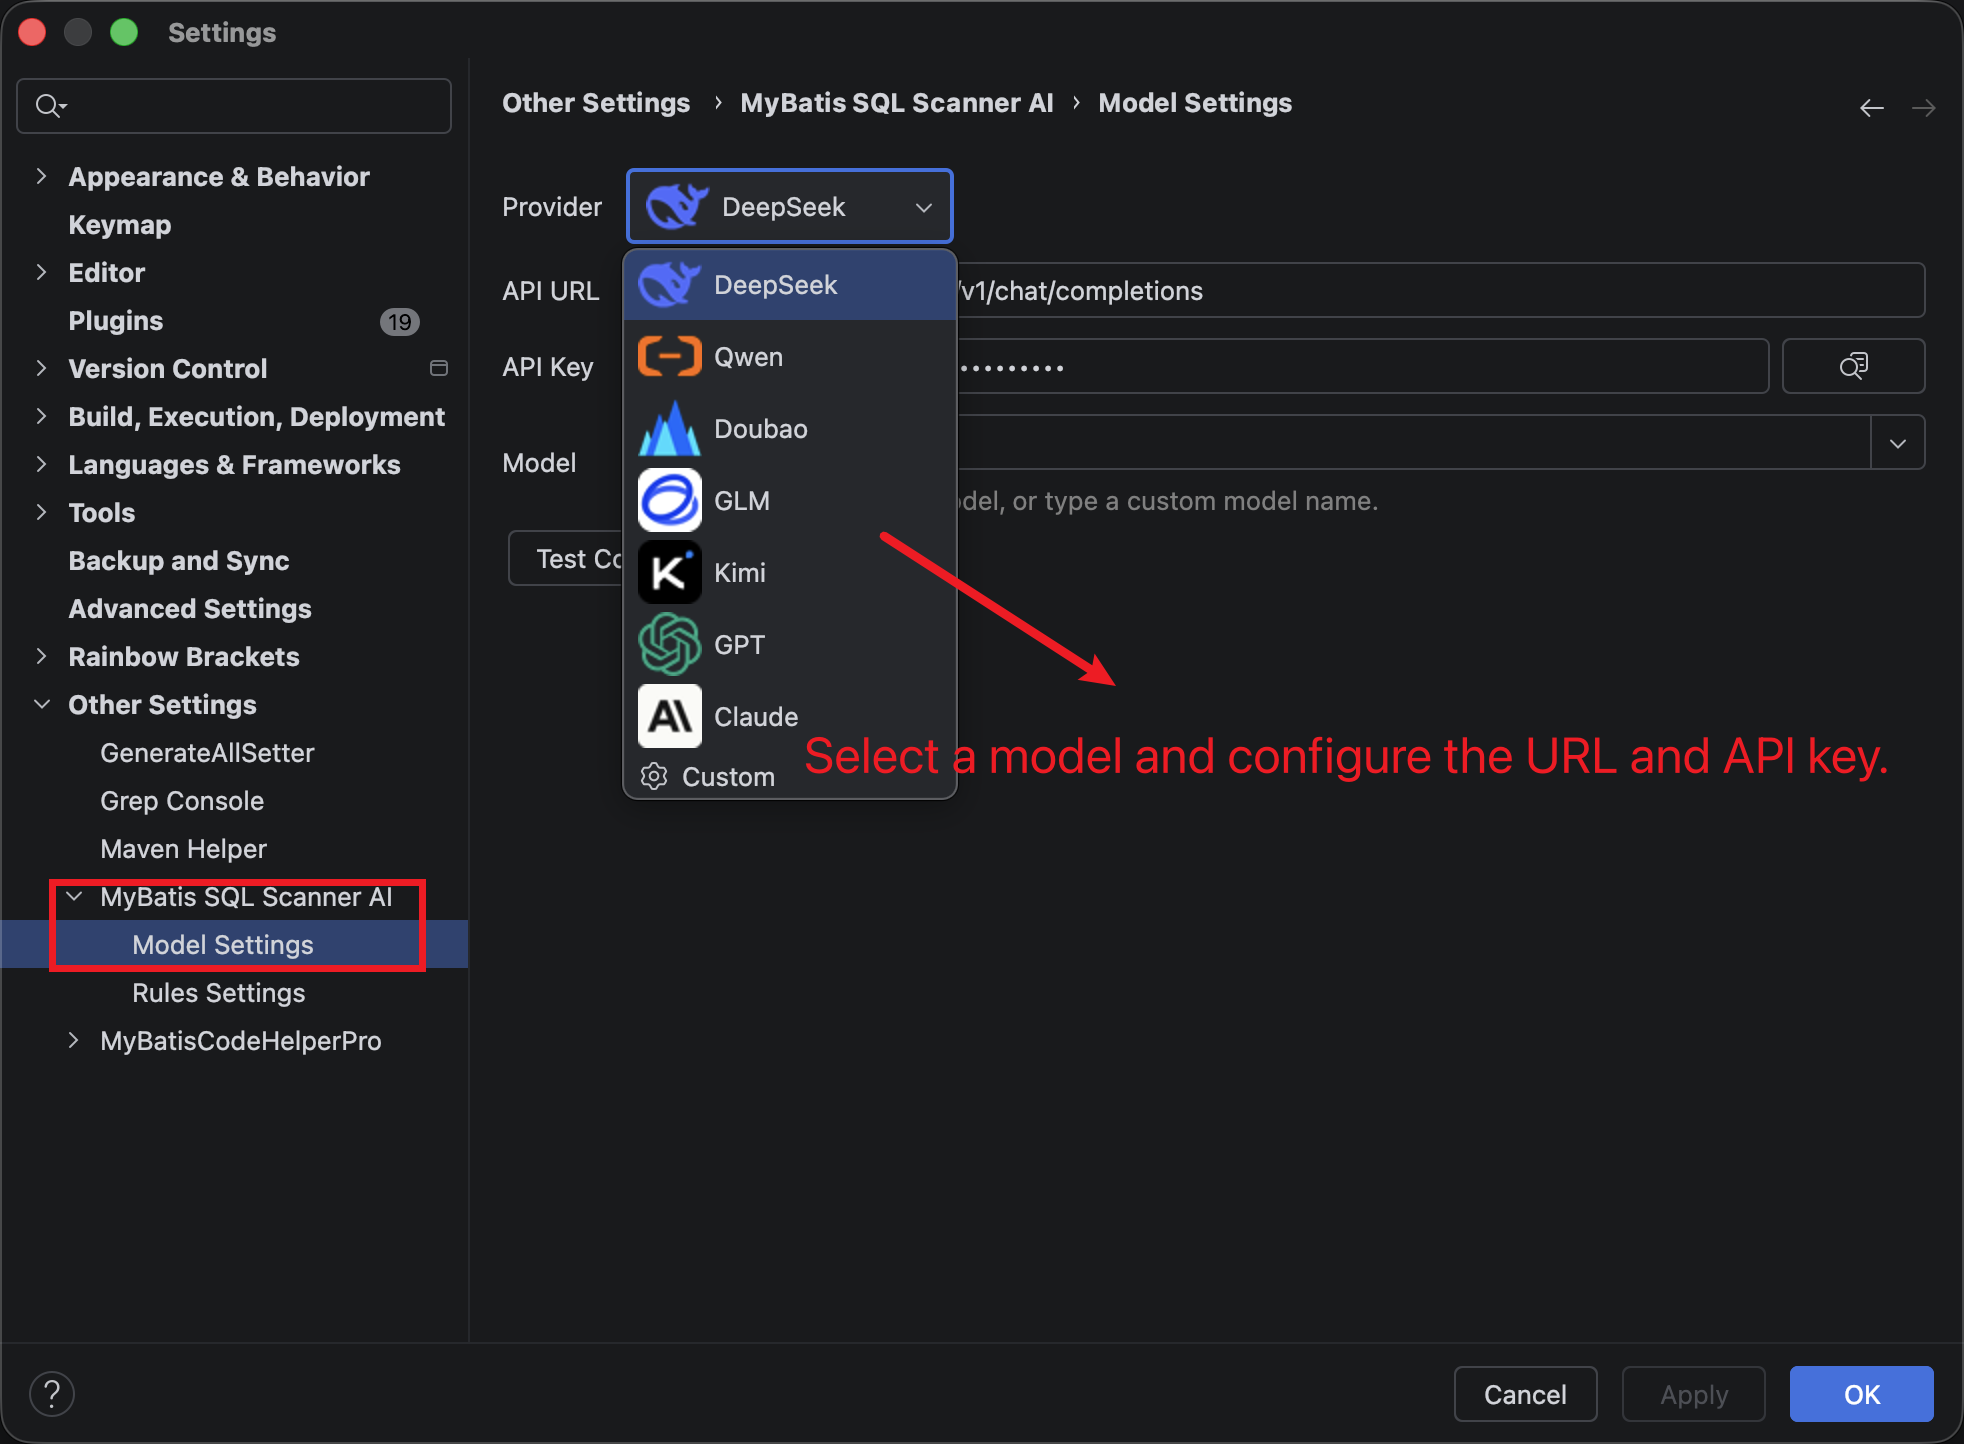 Settings
Other Settings › MyBatis SQL Scanner AI › Model Settings
Appearance & Behavior
Keymap
Editor
Plugins 19
Version Control
Build, Execution, Deployment
Languages & Frameworks
Tools
Backup and Sync
Advanced Settings
Rainbow Brackets
Other Settings
GenerateAllSetter
Grep Console
Maven Helper
MyBatis SQL Scanner AI
Model Settings
Rules Settings
MyBatisCodeHelperPro
Provider DeepSeek
API URL /v1/chat/completions
API Key •••••••••
Model
or type a custom model name.
Test
DeepSeek
Qwen
Doubao
GLM
Kimi
GPT
Claude
Custom
Select a model and configure the URL and API key.
? Cancel Apply OK